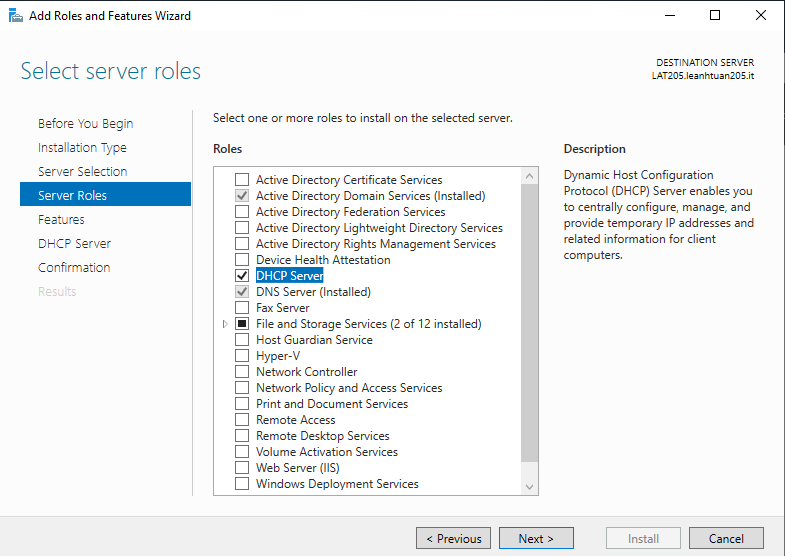 Add Roles and Features Wizard
Select server roles
DESTINATION SERVER
LAT205.leanhtuan205.it
Before You Begin
Installation Type
Server Selection
Server Roles
Features
DHCP Server
Confirmation
Results
Select one or more roles to install on the selected server.
Roles
Active Directory Certificate Services
Active Directory Domain Services (Installed)
Active Directory Federation Services
Active Directory Lightweight Directory Services
Active Directory Rights Management Services
Device Health Attestation
DHCP Server
DNS Server (Installed)
Fax Server
File and Storage Services (2 of 12 installed)
Host Guardian Service
Hyper-V
Network Controller
Network Policy and Access Services
Print and Document Services
Remote Access
Remote Desktop Services
Volume Activation Services
Web Server (IIS)
Windows Deployment Services
Description
Dynamic Host Configuration
Protocol (DHCP) Server enables you
to centrally configure, manage, and
provide temporary IP addresses and
related information for client
computers.
< Previous
Next >
Install
Cancel